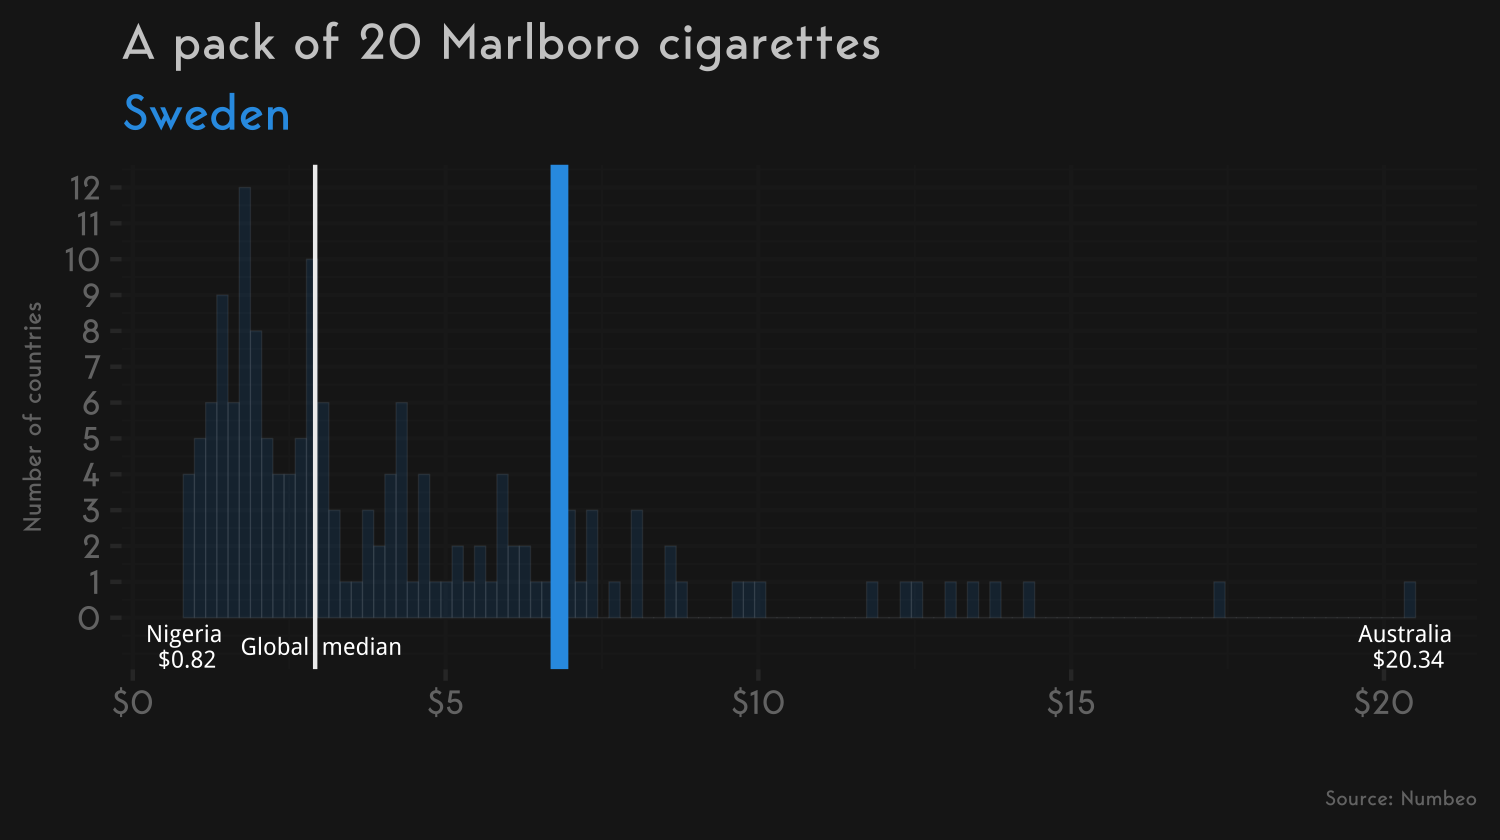 A pack of 20 Marlboro cigarettes
Sweden
Number of countries
12
11
10
9
8
7
6
5
4
3
2
1
0
Nigeria
$0.82
Global median
Australia
$20.34
$0 $5 $10 $15 $20
Source: Numbeo